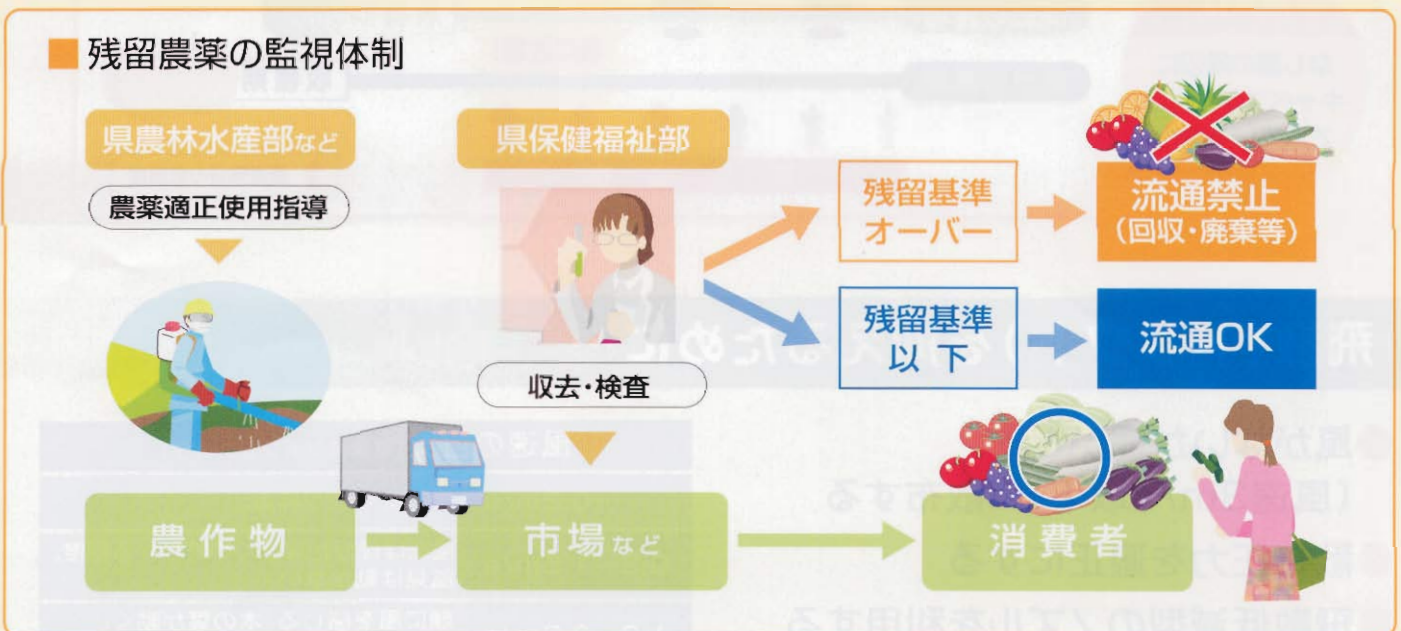 残留農薬の監視体制
県農林水産部など
農薬適正使用指導
県保健福祉部
収去・検査
残留基準
オーバー
流通禁止
(回収・廃棄等)
残留基準
以下
流通OK
農作物
市場など
消費者